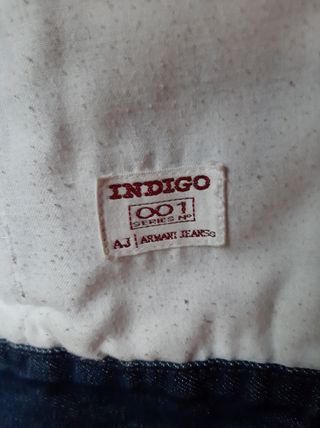 INDIGO
001
SERIES Nº
AJ | ARMANI JEANS